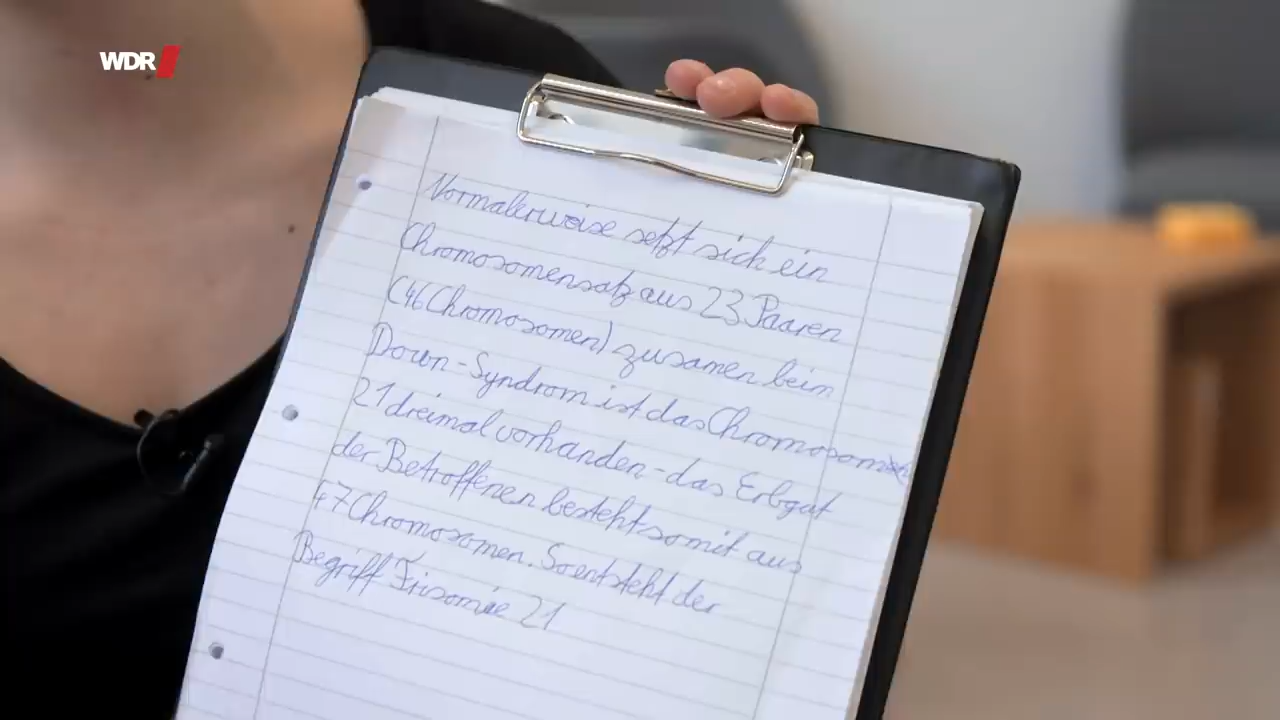 WDR
Normalerweise setzt sich ein
Chromosomensatz aus 23 Paaren
(46 Chromosomen) zusamen beim
Down-Syndrom ist das Chromosom
21 dreimal vorhanden - das Erbgut
der Betroffenen besteht somit aus
47 Chromosomen. So entsteht der
Begriff Trisomie 21